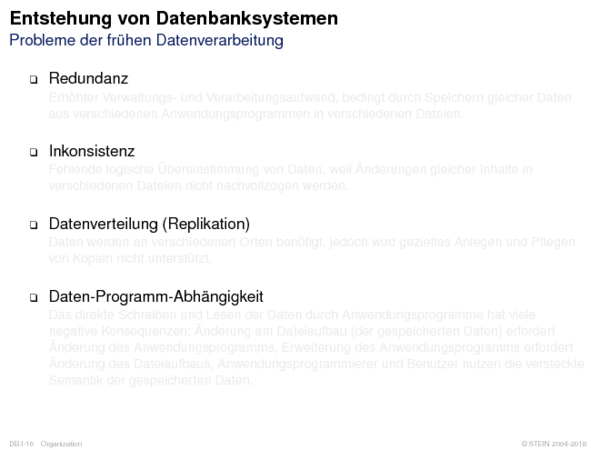 Entstehung von Datenbanksystemen
Probleme der frühen Datenverarbeitung
❑ Redundanz
Erhöhter Verwaltungs- und Verarbeitungsaufwand, bedingt durch Speichern gleicher Daten
aus verschiedenen Anwendungsprogrammen in verschiedenen Dateien.
❑ Inkonsistenz
Fehlende logische Übereinstimmung von Daten, weil Änderungen gleicher Inhalte in
verschiedenen Dateien nicht nachvollzogen werden.
❑ Datenverteilung (Replikation)
Daten werden an verschiedenen Orten benötigt, jedoch wird gezieltes Anlegen und Pflegen
von Kopien nicht unterstützt.
❑ Daten-Programm-Abhängigkeit
Das direkte Schreiben und Lesen der Daten durch Anwendungsprogramme hat viele
negative Konsequenzen: Änderung am Dateiaufbau (der gespeicherten Daten) erfordert
Änderung des Anwendungsprogramms, Erweiterung des Anwendungsprogramms erfordert
Änderung des Dateiaufbaus, Anwendungsprogrammierer und Benutzer nutzen die versteckte
Semantik der gespeicherten Daten.
DB:I-16 Organization © STEIN 2004-2018